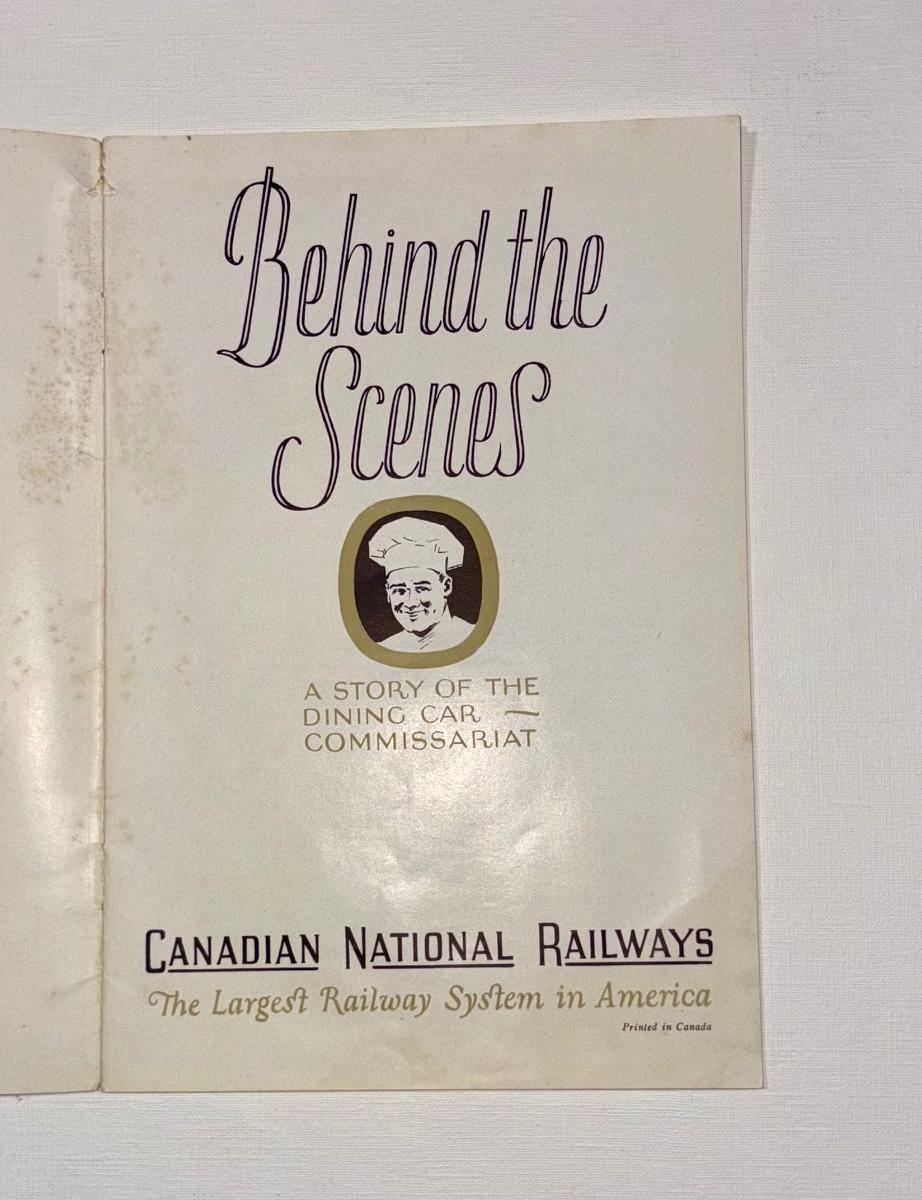 Behind the
Scenes
A STORY OF THE
DINING CAR —
COMMISSARIAT
CANADIAN NATIONAL RAILWAYS
The Largest Railway System in America
Printed in Canada